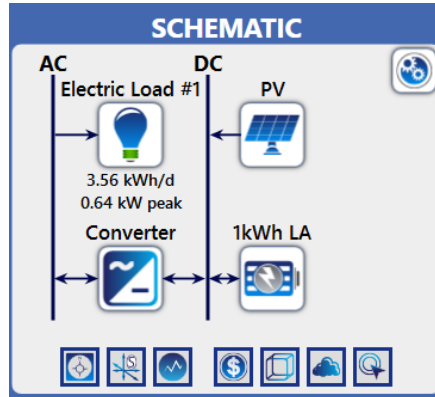 SCHEMATIC
AC
DC
Electric Load #1
PV
3.56 kWh/d
0.64 kW peak
Converter
1kWh LA
S
$